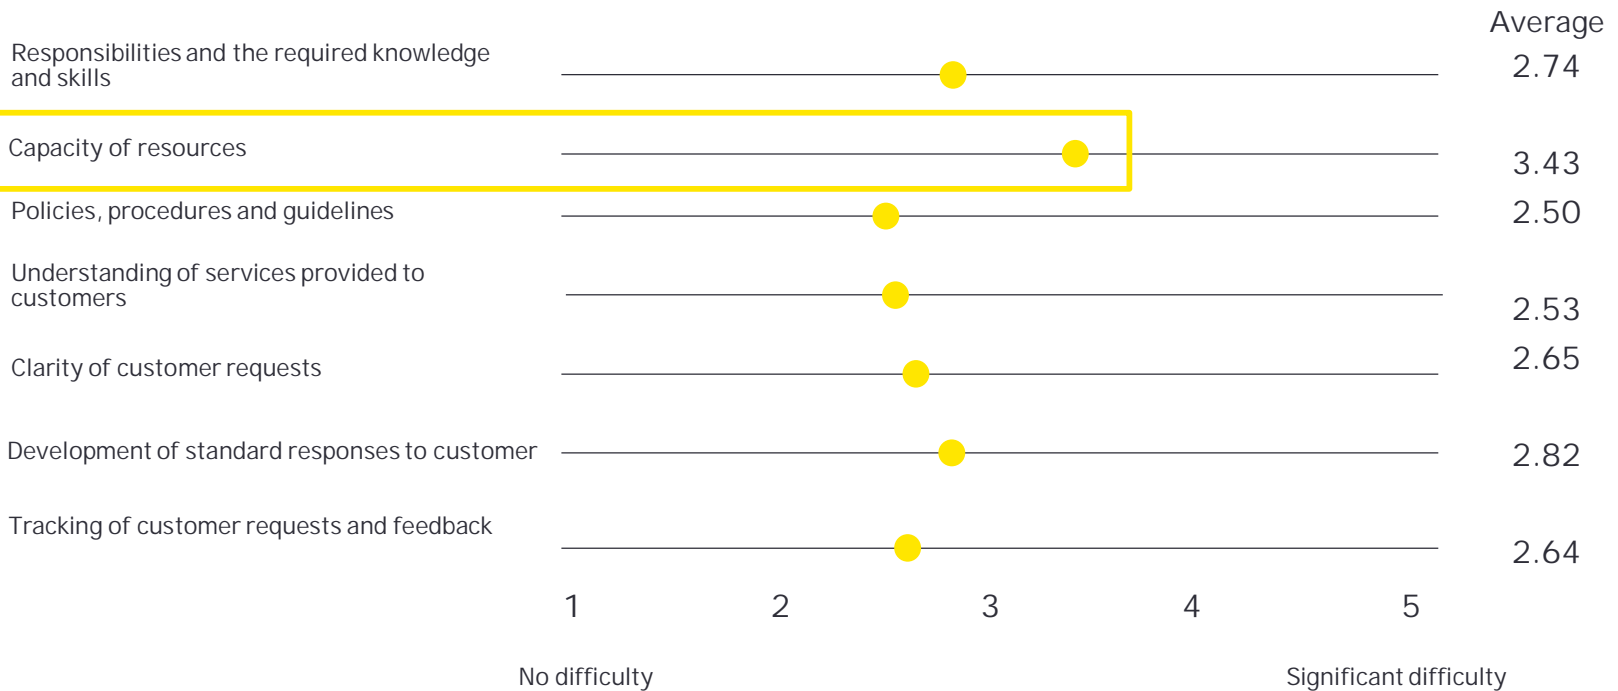 Average
Responsibilities and the required knowledge
and skills
2.74
Capacity of resources
3.43
Policies, procedures and guidelines
2.50
Understanding of services provided to
customers
2.53
Clarity of customer requests
2.65
Development of standard responses to customer
2.82
Tracking of customer requests and feedback
2.64
1 2 3 4 5
No difficulty Significant difficulty